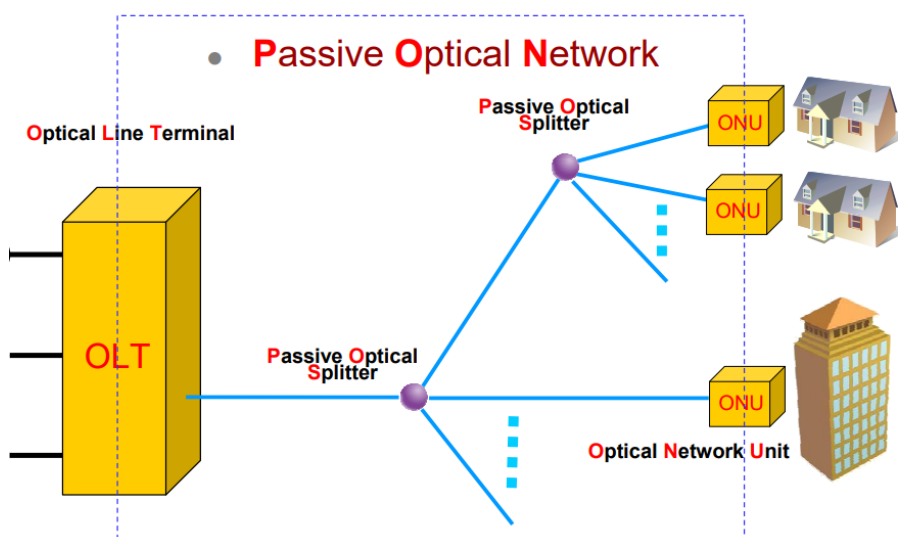 • Passive Optical Network
Optical Line Terminal
Passive Optical
Splitter
ONU
ONU
OLT
Passive Optical
Splitter
ONU
Optical Network Unit